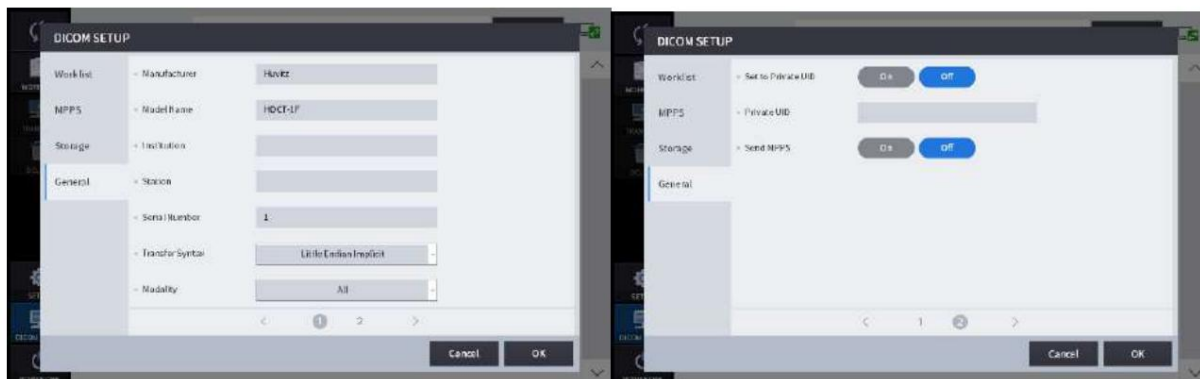 DICOM SETUP
Worklist
MPPS
Storage
General
Manufacturer Huvitz
Model Name HOCT-1F
Institution
Station
Serial Number 1
Transfer Syntax Little Endian Implicit
Modality All
< 1 2 >
Cancel OK
DICOM SETUP
Worklist
MPPS
Storage
General
Set to Private UID On Off
Private UID
Send MPPS On Off
< 1 2 >
Cancel OK